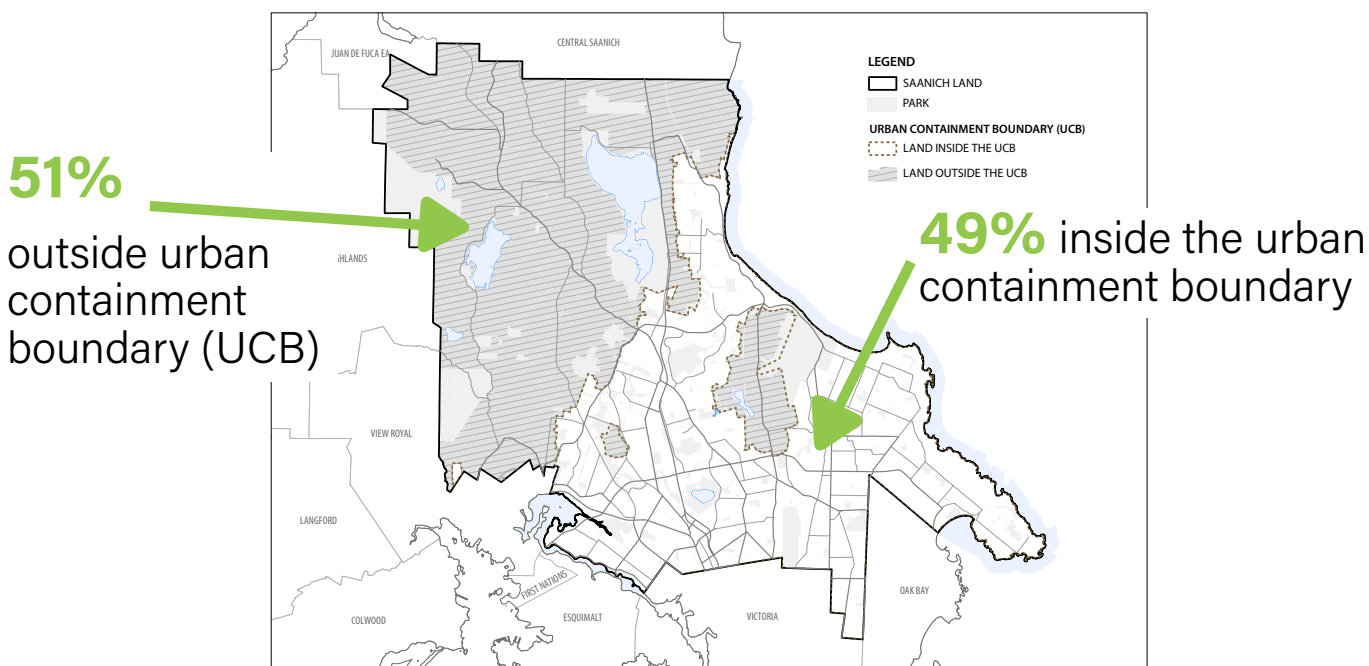 JUAN DE FUCA EA
CENTRAL SAANICH
LEGEND
SAANICH LAND
PARK
URBAN CONTAINMENT BOUNDARY (UCB)
LAND INSIDE THE UCB
LAND OUTSIDE THE UCB
51%
outside urban
containment
boundary (UCB)
49% inside the urban
containment boundary
HLANDS
VIEW ROYAL
LANGFORD
COLWOOD
FIRST NATIONS
ESQUIMALT
VICTORIA
OAK BAY